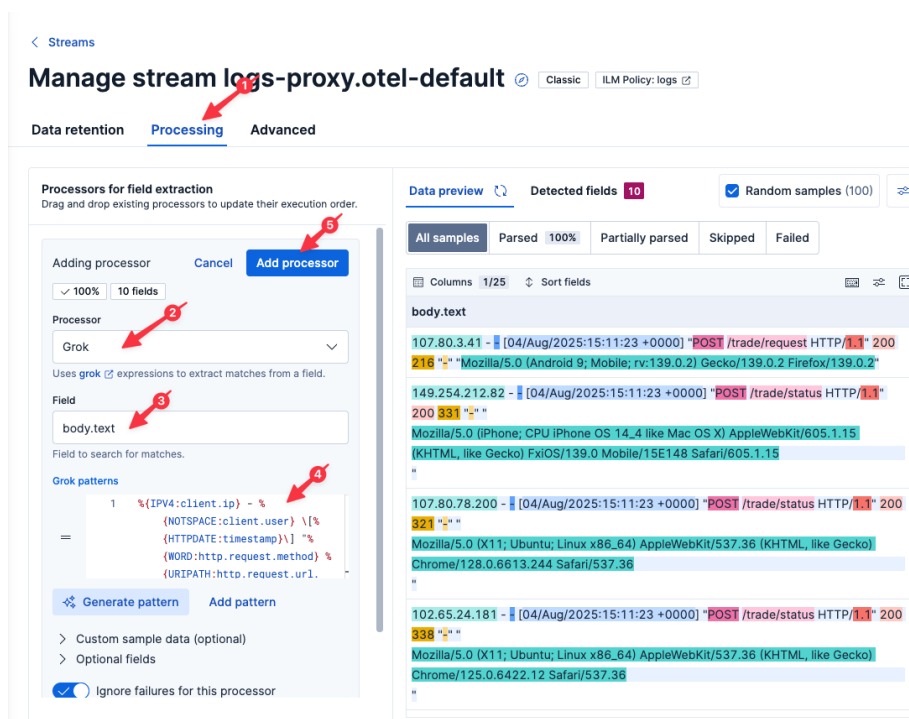 Streams
Manage stream logs-proxy.otel-default Classic ILM Policy: logs
1
Data retention Processing Advanced
Processors for field extraction
Drag and drop existing processors to update their execution order.
5
Adding processor Cancel Add processor
100% 10 fields
2
Processor
Grok
Uses grok expressions to extract matches from a field.
3
Field
body.text
Field to search for matches.
4
Grok patterns
1 %{IPV4:client.ip} - %
{NOTSPACE:client.user} \[%
{HTTPDATE:timestamp}\] "%
{WORD:http.request.method} %
{URIPATH:http.request.url.
Generate pattern Add pattern
Custom sample data (optional)
Optional fields
Ignore failures for this processor
Data preview Detected fields 10 Random samples (100)
All samples Parsed 100% Partially parsed Skipped Failed
Columns 1/25 Sort fields
body.text
107.80.3.41 - - [04/Aug/2025:15:11:23 +0000] "POST /trade/request HTTP/1.1" 200
216 "-" "Mozilla/5.0 (Android 9; Mobile; rv:139.0.2) Gecko/139.0.2 Firefox/139.0.2"
149.254.212.82 - - [04/Aug/2025:15:11:23 +0000] "POST /trade/status HTTP/1.1"
200 331 "-" "
Mozilla/5.0 (iPhone; CPU iPhone OS 14_4 like Mac OS X) AppleWebKit/605.1.15
(KHTML, like Gecko) FxiOS/139.0 Mobile/15E148 Safari/605.1.15
"
107.80.78.200 - - [04/Aug/2025:15:11:23 +0000] "POST /trade/status HTTP/1.1" 200
321 "-" "
Mozilla/5.0 (X11; Ubuntu; Linux x86_64) AppleWebKit/537.36 (KHTML, like Gecko)
Chrome/128.0.6613.244 Safari/537.36
"
102.65.24.181 - - [04/Aug/2025:15:11:23 +0000] "POST /trade/status HTTP/1.1" 200
338 "-" "
Mozilla/5.0 (X11; Ubuntu; Linux x86_64) AppleWebKit/537.36 (KHTML, like Gecko)
Chrome/125.0.6422.12 Safari/537.36
"